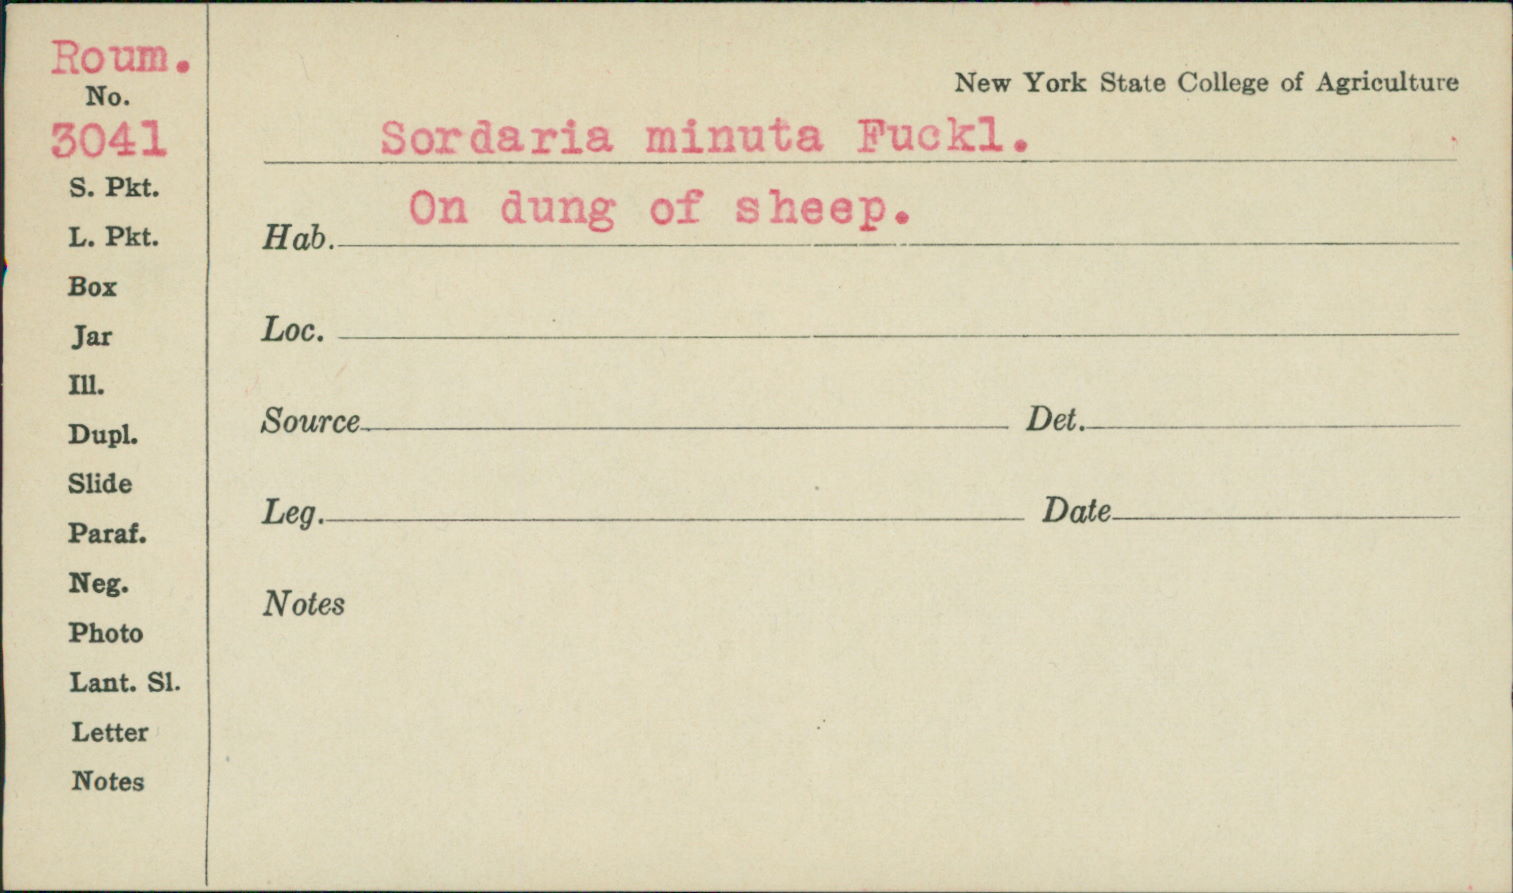 Roum.
No.
3041
S. Pkt.
L. Pkt.
Box
Jar
Ill.
Dupl.
Slide
Paraf.
Neg.
Photo
Lant. Sl.
Letter
Notes
New York State College of Agriculture
Sordaria minuta Fuckl.
On dung of sheep.
Hab.
Loc.
Source Det.
Leg. Date
Notes